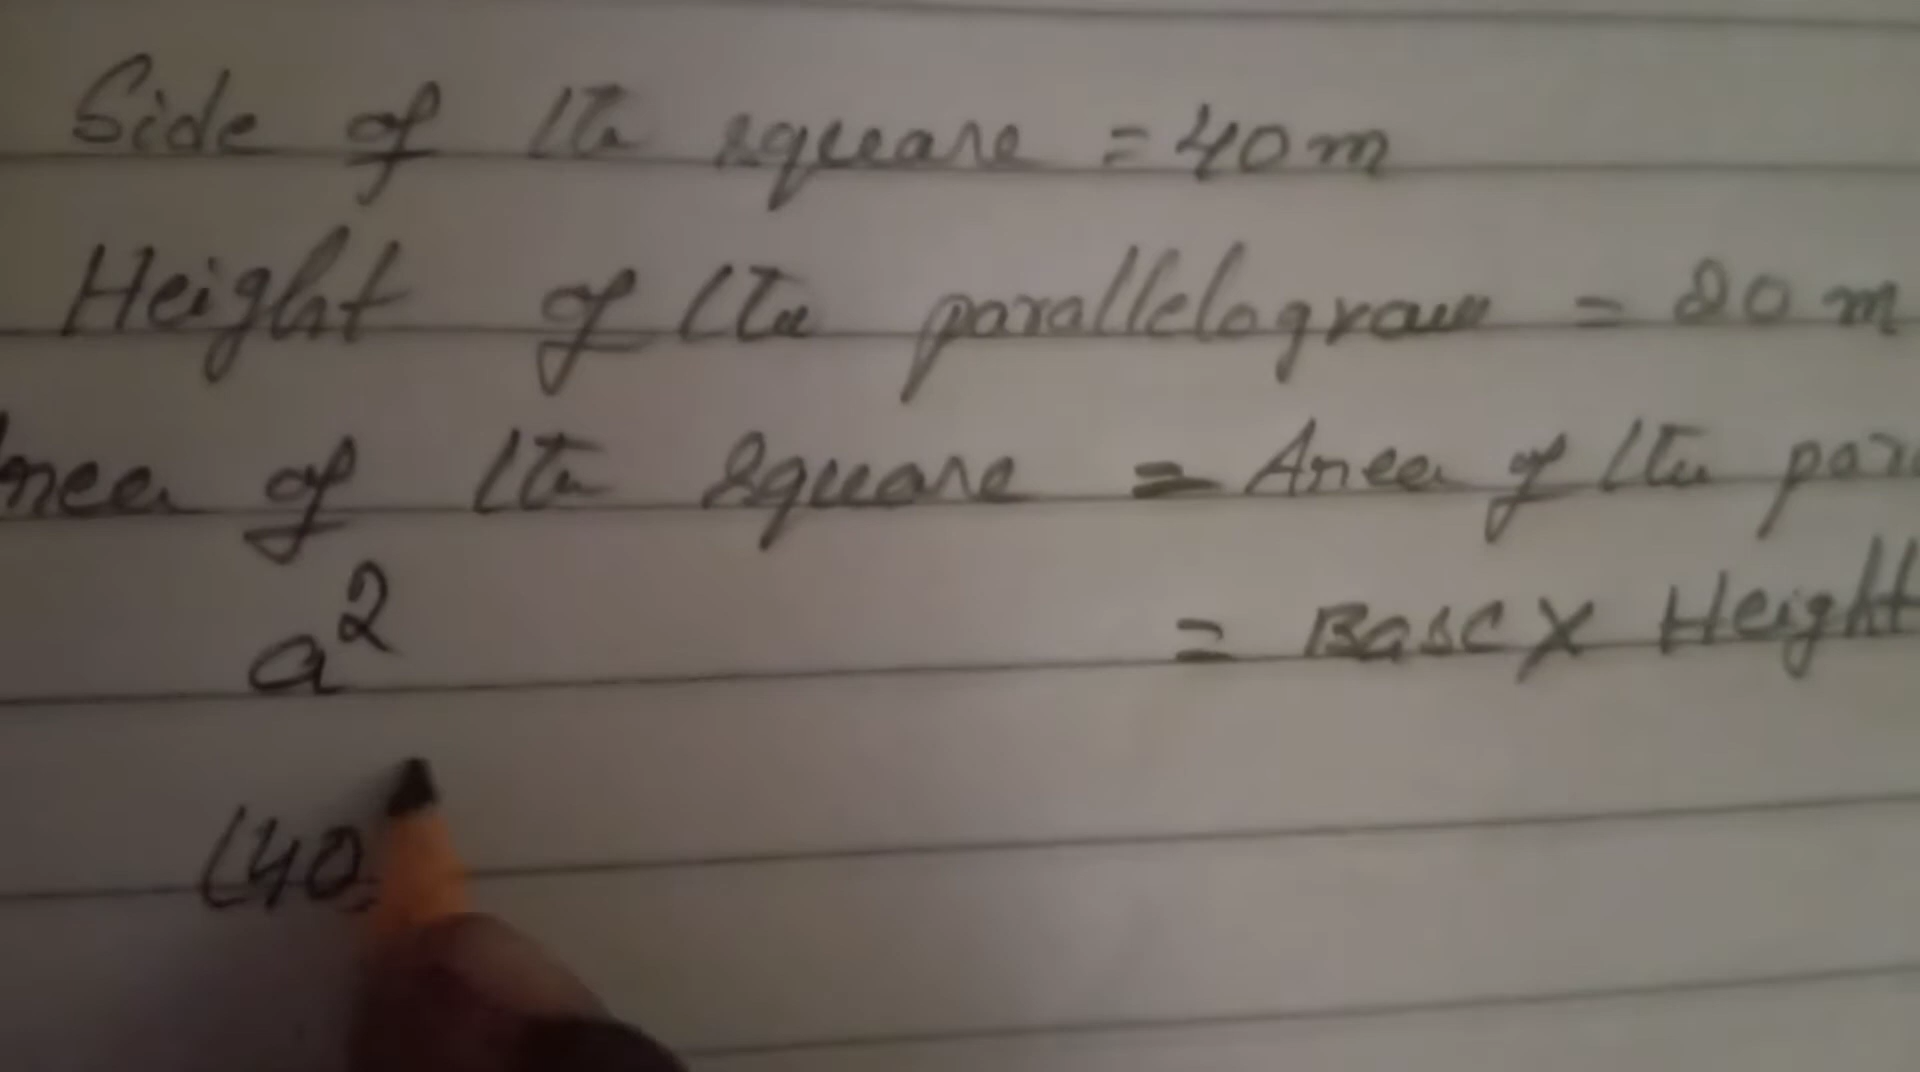 Side of the square = 40 m
Height of the parallelogram = 20 m
Area of the square = Area of the par
a² = Base X Height
(40